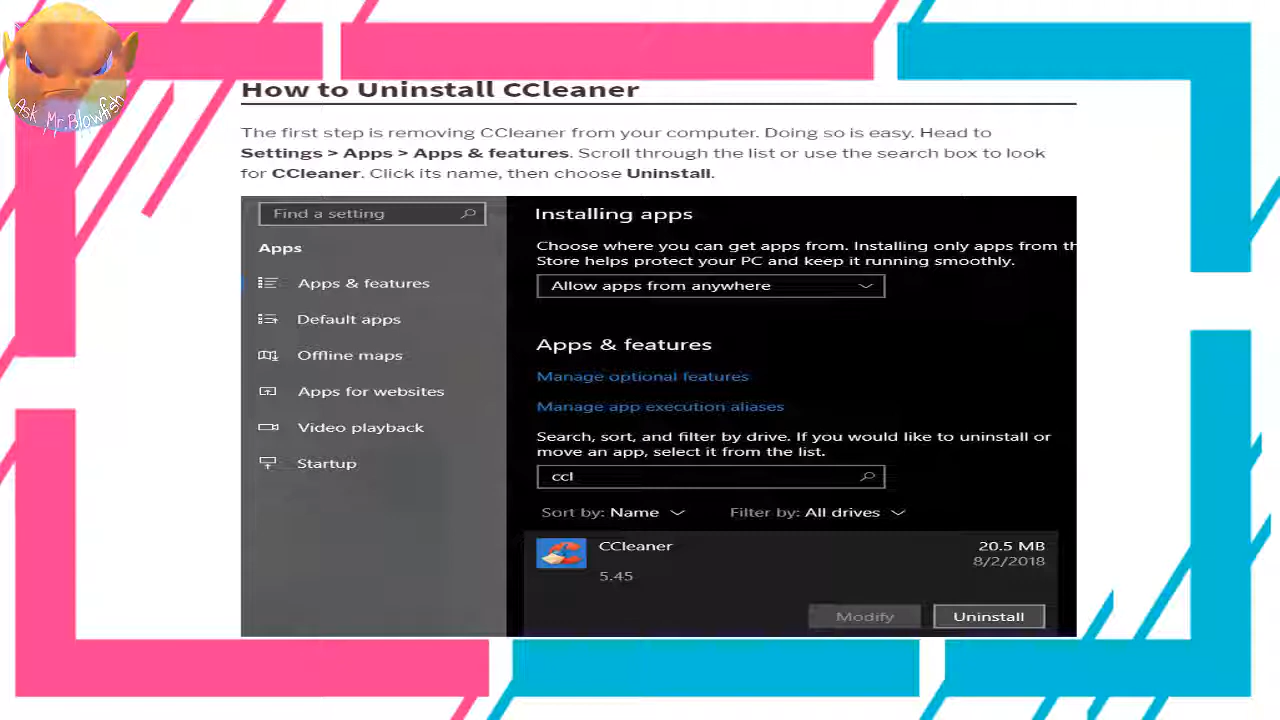 Ask Mr.Blowfish
How to Uninstall CCleaner
The first step is removing CCleaner from your computer. Doing so is easy. Head to
Settings > Apps > Apps & features. Scroll through the list or use the search box to look
for CCleaner. Click its name, then choose Uninstall.
Find a setting
Apps
Apps & features
Default apps
Offline maps
Apps for websites
Video playback
Startup
Installing apps
Choose where you can get apps from. Installing only apps from th
Store helps protect your PC and keep it running smoothly.
Allow apps from anywhere
Apps & features
Manage optional features
Manage app execution aliases
Search, sort, and filter by drive. If you would like to uninstall or
move an app, select it from the list.
ccl
Sort by: Name
Filter by: All drives
CCleaner
20.5 MB
5.45
8/2/2018
Modify
Uninstall